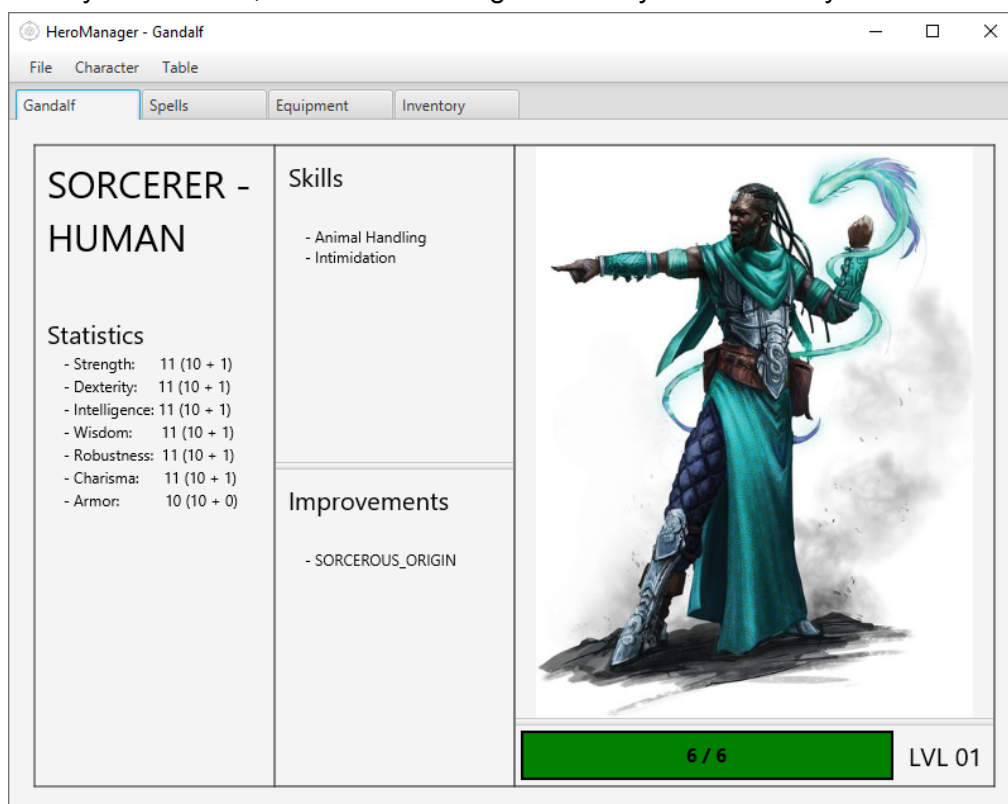 HeroManager - Gandalf
File Character Table
Gandalf Spells Equipment Inventory
SORCERER -
HUMAN
Statistics
- Strength: 11 (10 + 1)
- Dexterity: 11 (10 + 1)
- Intelligence: 11 (10 + 1)
- Wisdom: 11 (10 + 1)
- Robustness: 11 (10 + 1)
- Charisma: 11 (10 + 1)
- Armor: 10 (10 + 0)
Skills
- Animal Handling
- Intimidation
Improvements
- SORCEROUS_ORIGIN
6 / 6
LVL 01